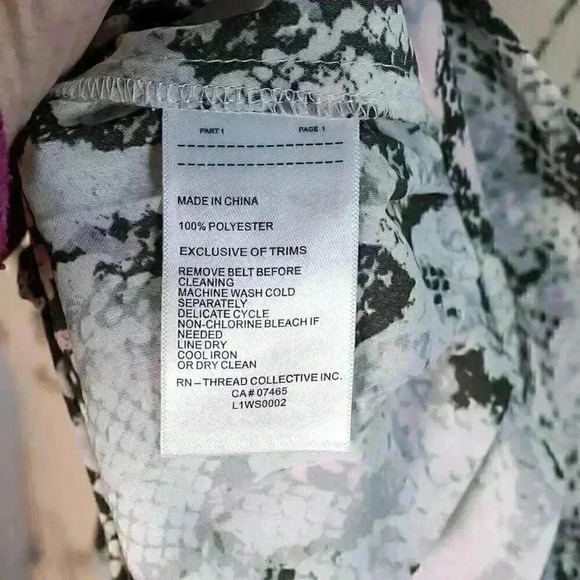 PART 1 PAGE 1
MADE IN CHINA
100% POLYESTER
EXCLUSIVE OF TRIMS
REMOVE BELT BEFORE
CLEANING
MACHINE WASH COLD
SEPARATELY
DELICATE CYCLE
NON-CHLORINE BLEACH IF
NEEDED
LINE DRY
COOL IRON
OR DRY CLEAN
RN – THREAD COLLECTIVE INC.
CA# 07465
L1WS0002